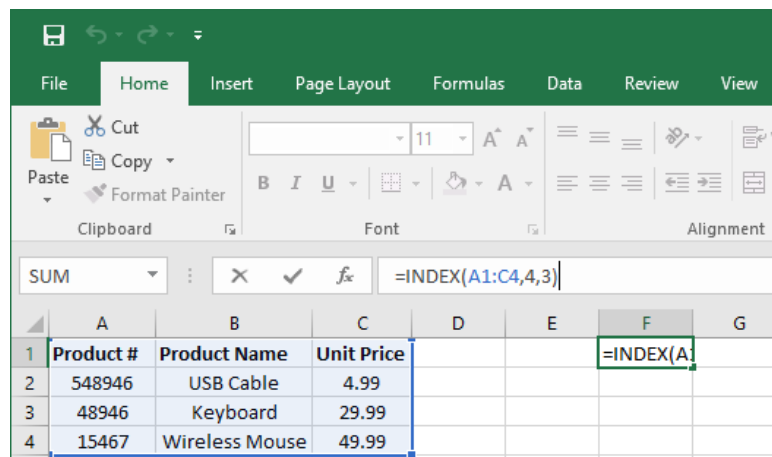 File Home Insert Page Layout Formulas Data Review View
Cut
Copy
Format Painter
Paste
11 A A
B I U A
Clipboard Font Alignment
SUM fx =INDEX(A1:C4,4,3)
A B C D E F G
1 Product # Product Name Unit Price =INDEX(A1
2 548946 USB Cable 4.99
3 48946 Keyboard 29.99
4 15467 Wireless Mouse 49.99